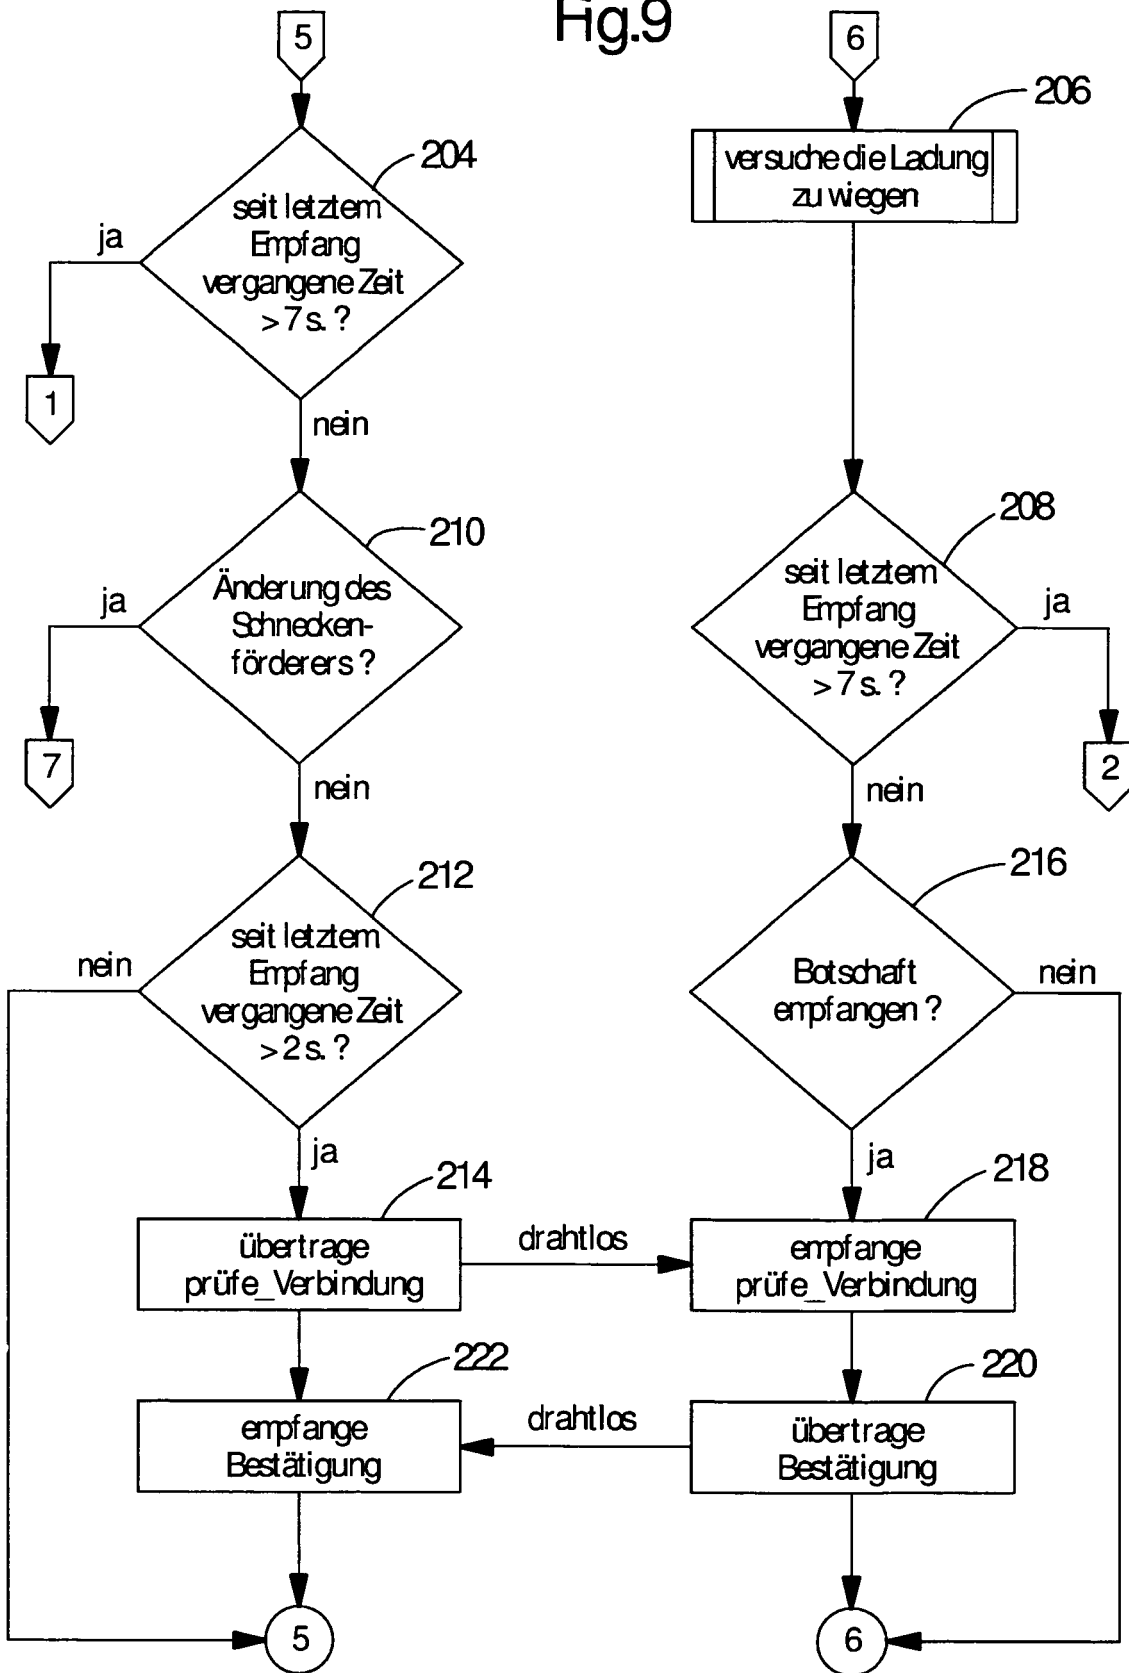 Fig.9
5
6
206
versuche die Ladung
zu wiegen
204
seit letztem
Empfang
vergangene Zeit
> 7 s. ?
ja
1
nein
210
Änderung des
Schnecken-
förderers ?
ja
7
nein
208
seit letztem
Empfang
vergangene Zeit
> 7 s. ?
ja
2
nein
212
seit letztem
Empfang
vergangene Zeit
> 2 s. ?
nein
ja
216
Botschaft
empfangen ?
nein
ja
214
übertrage
prüfe_Verbindung
drahtlos
218
empfange
prüfe_Verbindung
222
empfange
Bestätigung
drahtlos
220
übertrage
Bestätigung
5
6